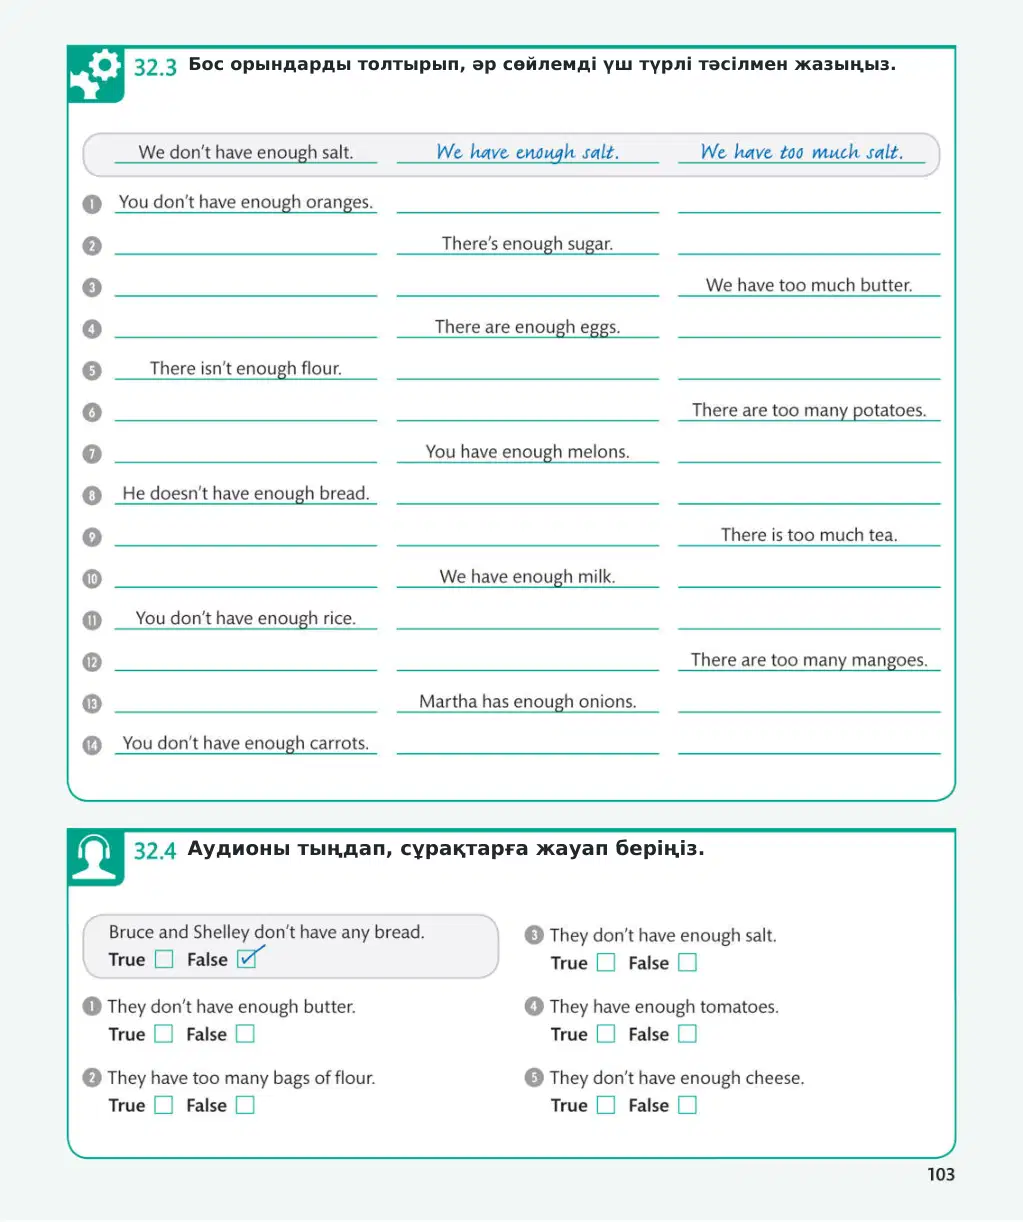 32.3 Бос орындарды толтырып, әр сөйлемді үш түрлі тәсілмен жазыңыз.
We don't have enough salt. We have enough salt. We have too much salt.
1 You don't have enough oranges.
2 There's enough sugar.
3 We have too much butter.
4 There are enough eggs.
5 There isn't enough flour.
6 There are too many potatoes.
7 You have enough melons.
8 He doesn't have enough bread.
9 There is too much tea.
10 We have enough milk.
11 You don't have enough rice.
12 There are too many mangoes.
13 Martha has enough onions.
14 You don't have enough carrots.
32.4 Аудионы тыңдап, сұрақтарға жауап беріңіз.
Bruce and Shelley don't have any bread.
True False
1 They don't have enough butter.
True False
2 They have too many bags of flour.
True False
3 They don't have enough salt.
True False
4 They have enough tomatoes.
True False
5 They don't have enough cheese.
True False
103